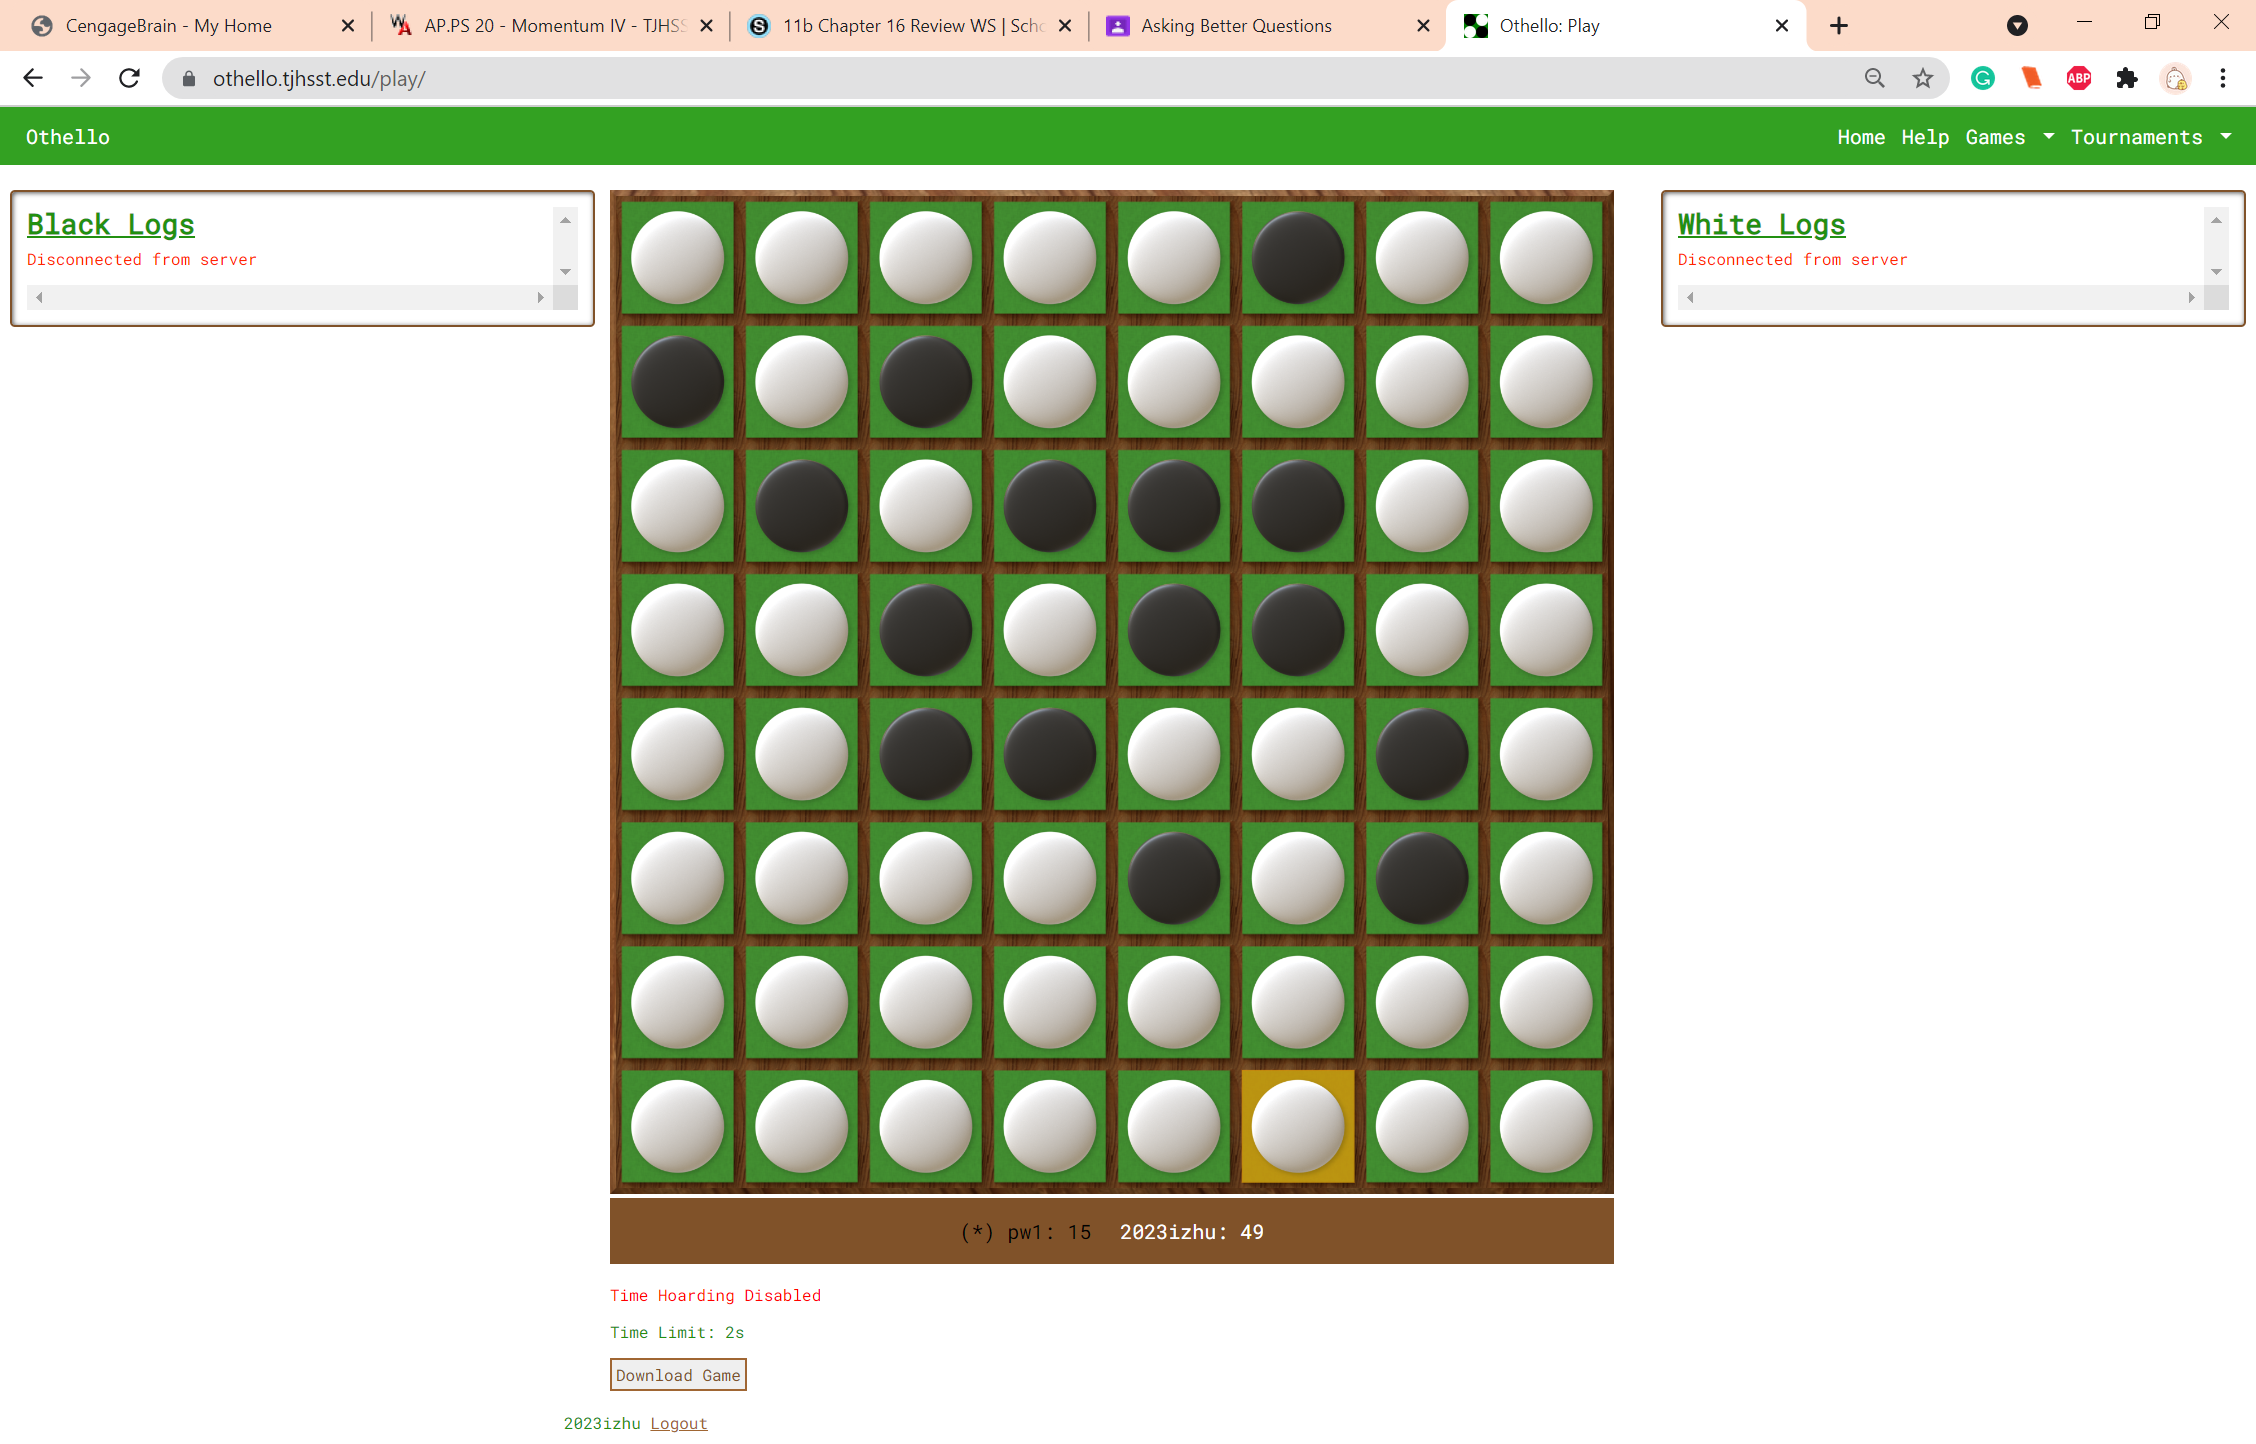 CengageBrain - My Home
AP.PS 20 - Momentum IV - TJHSS
11b Chapter 16 Review WS | Scho
Asking Better Questions
Othello: Play
othello.tjhsst.edu/play/
ABP
Othello
Home Help Games Tournaments
Black Logs
Disconnected from server
White Logs
Disconnected from server
(*) pw1: 15 2023izhu: 49
Time Hoarding Disabled
Time Limit: 2s
Download Game
2023izhu Logout